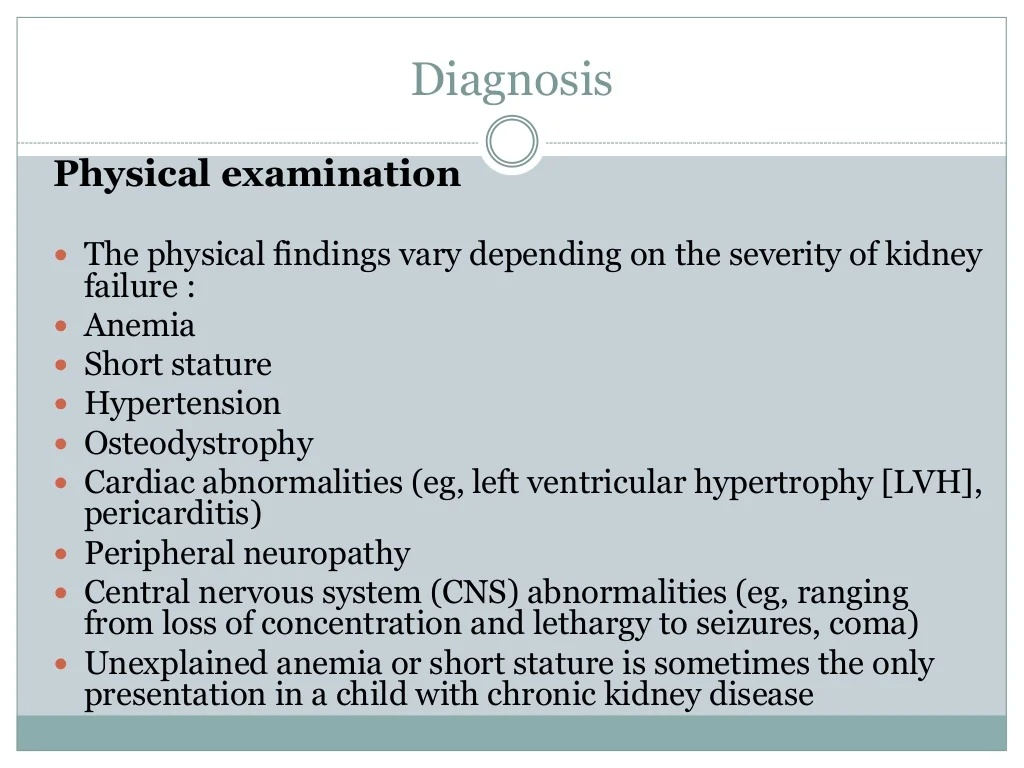 Diagnosis
Physical examination
• The physical findings vary depending on the severity of kidney
failure :
• Anemia
• Short stature
• Hypertension
• Osteodystrophy
• Cardiac abnormalities (eg, left ventricular hypertrophy [LVH],
pericarditis)
• Peripheral neuropathy
• Central nervous system (CNS) abnormalities (eg, ranging
from loss of concentration and lethargy to seizures, coma)
• Unexplained anemia or short stature is sometimes the only
presentation in a child with chronic kidney disease